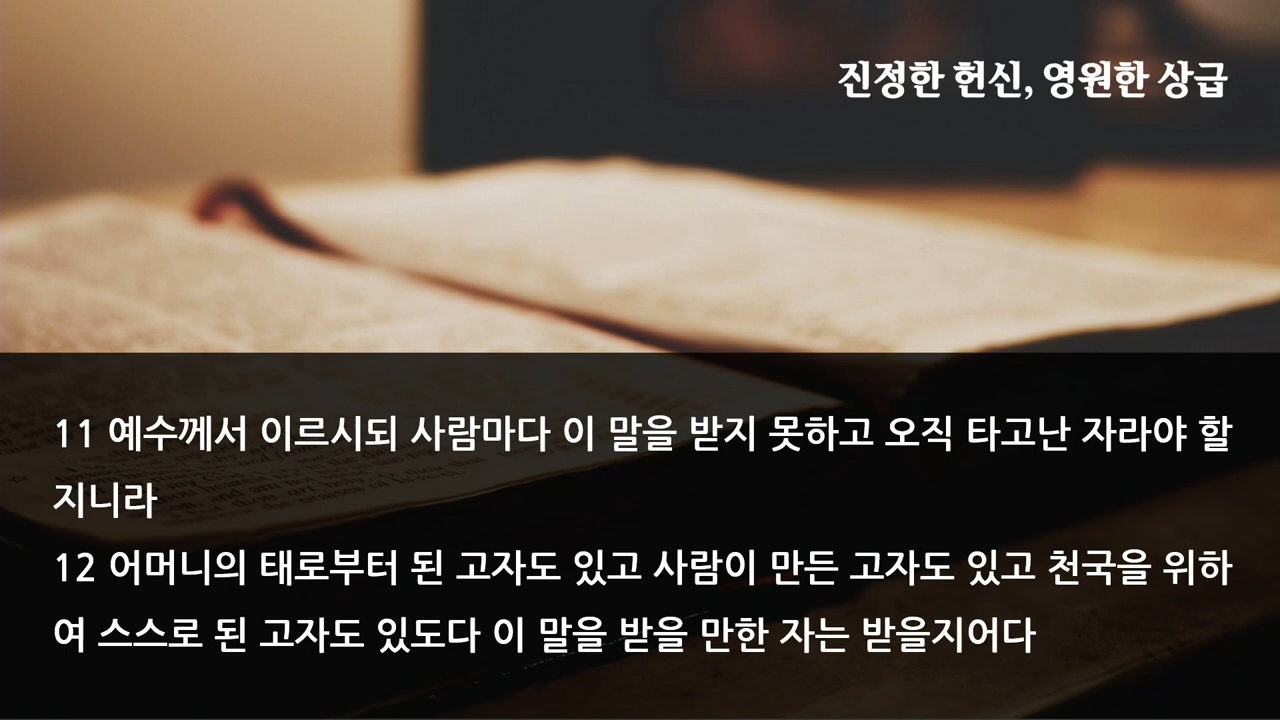 진정한 헌신, 영원한 상급
11 예수께서 이르시되 사람마다 이 말을 받지 못하고 오직 타고난 자라야 할
지니라
12 어머니의 태로부터 된 고자도 있고 사람이 만든 고자도 있고 천국을 위하
여 스스로 된 고자도 있도다 이 말을 받을 만한 자는 받을지어다